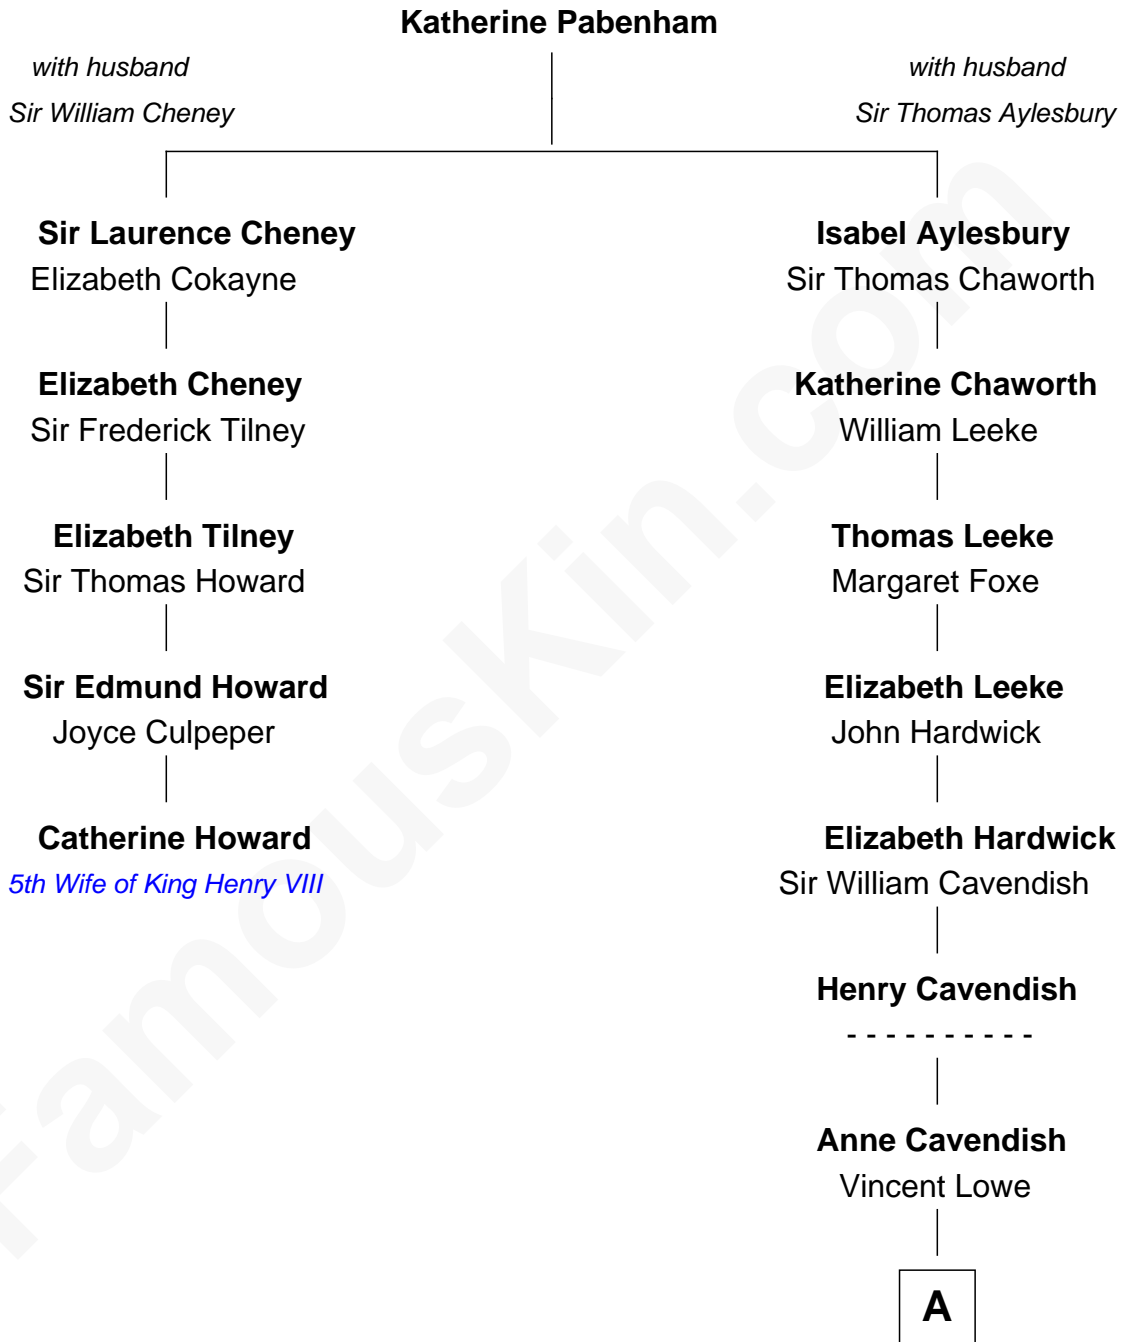 Katherine Pabenham
with husband
Sir William Cheney
with husband
Sir Thomas Aylesbury
Sir Laurence Cheney
Elizabeth Cokayne
Isabel Aylesbury
Sir Thomas Chaworth
Elizabeth Cheney
Sir Frederick Tilney
Katherine Chaworth
William Leeke
Elizabeth Tilney
Sir Thomas Howard
Thomas Leeke
Margaret Foxe
Sir Edmund Howard
Joyce Culpeper
Elizabeth Leeke
John Hardwick
Catherine Howard
5th Wife of King Henry VIII
Elizabeth Hardwick
Sir William Cavendish
Henry Cavendish
- - - - - - - - - -
Anne Cavendish
Vincent Lowe
A
FamousKin.com